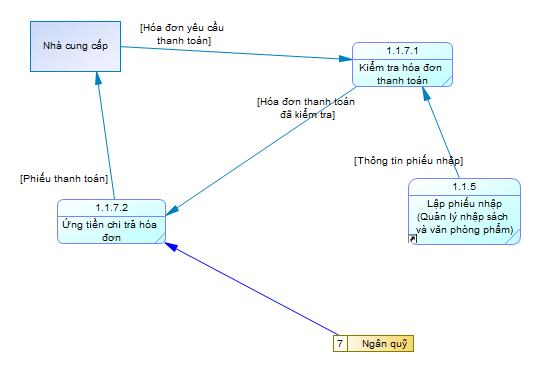 [Hóa đơn yêu cầu
thanh toán]
Nhà cung cấp
1.1.7.1
Kiểm tra hóa đơn
thanh toán
[Hóa đơn thanh toán
đã kiểm tra]
[Thông tin phiếu nhập]
[Phiếu thanh toán]
1.1.5
Lập phiếu nhập
(Quản lý nhập sách
và văn phòng phẩm)
1.1.7.2
Ứng tiền chi trả hóa
đơn
7 Ngân quỹ